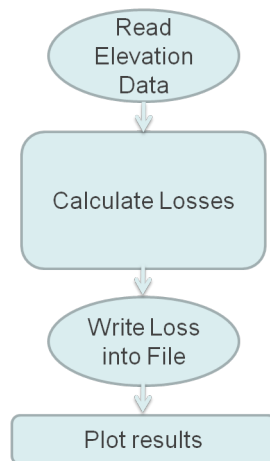 Read
Elevation
Data
Calculate Losses
Write Loss
into File
Plot results